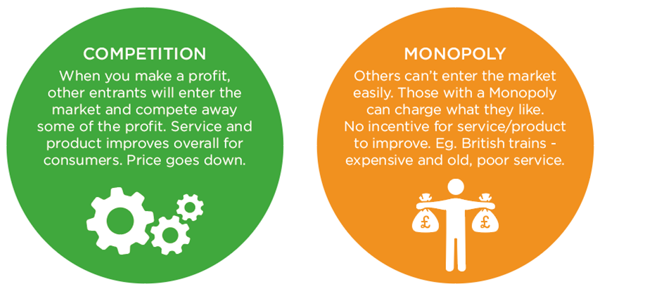 COMPETITION
When you make a profit,
other entrants will enter the
market and compete away
some of the profit. Service and
product improves overall for
consumers. Price goes down.
MONOPOLY
Others can’t enter the market
easily. Those with a Monopoly
can charge what they like.
No incentive for service/product
to improve. Eg. British trains -
expensive and old, poor service.
£ £